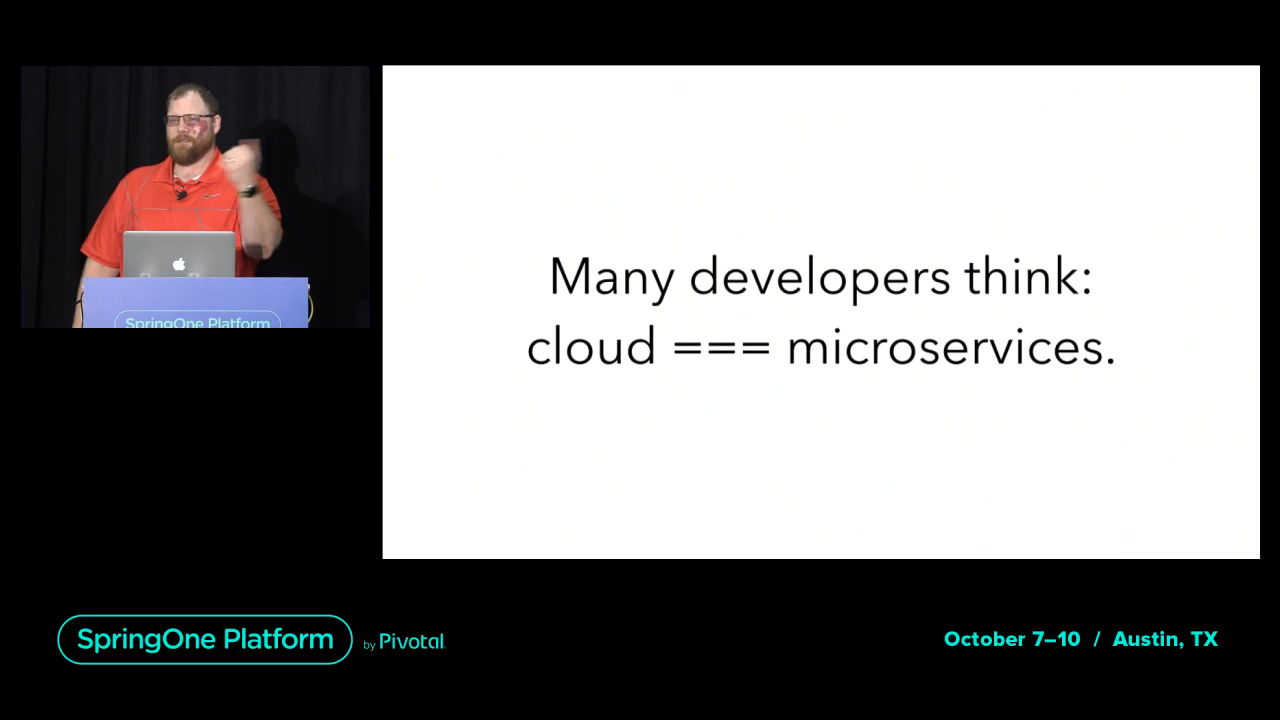 Many developers think:
cloud === microservices.
SpringOne Platform
SpringOne Platform by Pivotal
October 7–10 / Austin, TX